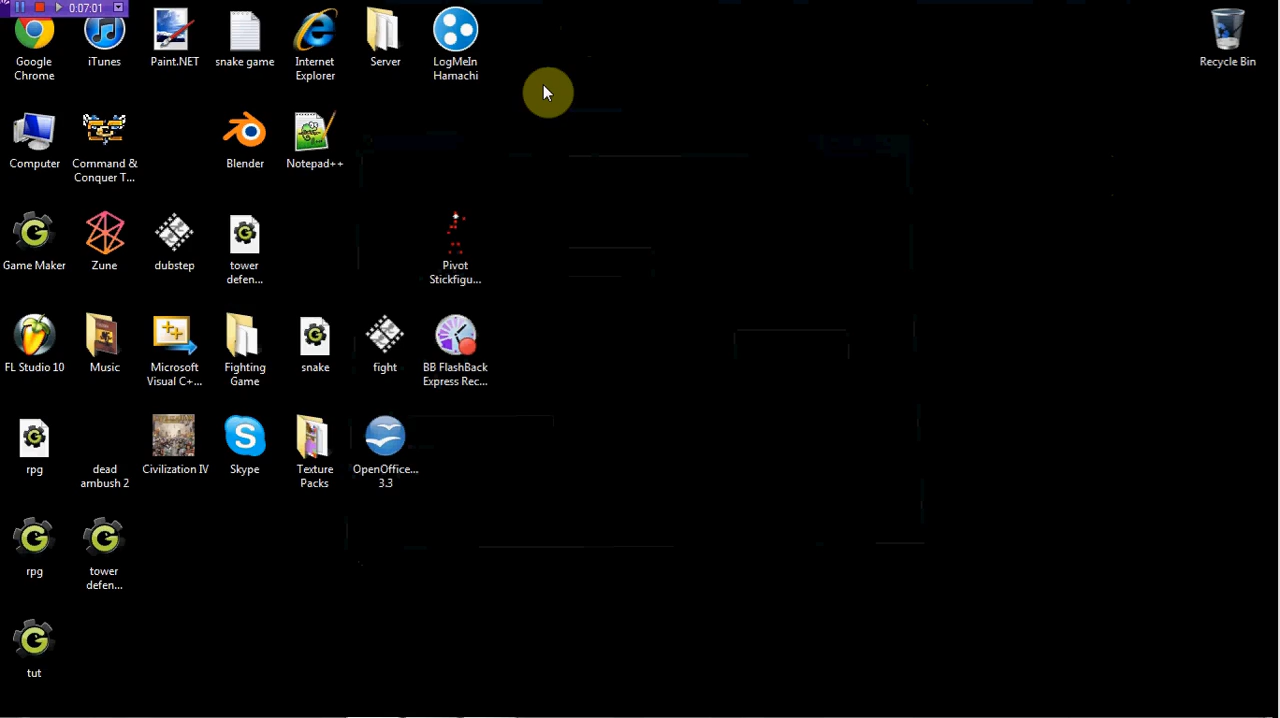 0:07:01
Google
Chrome
iTunes
Paint.NET
snake game
Internet
Explorer
Server
LogMeIn
Hamachi
Recycle Bin
Computer
Command &
Conquer T...
Blender
Notepad++
Game Maker
Zune
dubstep
tower
defen...
Pivot
Stickfigu...
FL Studio 10
Music
Microsoft
Visual C+...
Fighting
Game
snake
fight
BB FlashBack
Express Rec...
rpg
dead
ambush 2
Civilization IV
Skype
Texture
Packs
OpenOffice...
3.3
rpg
tower
defen...
tut